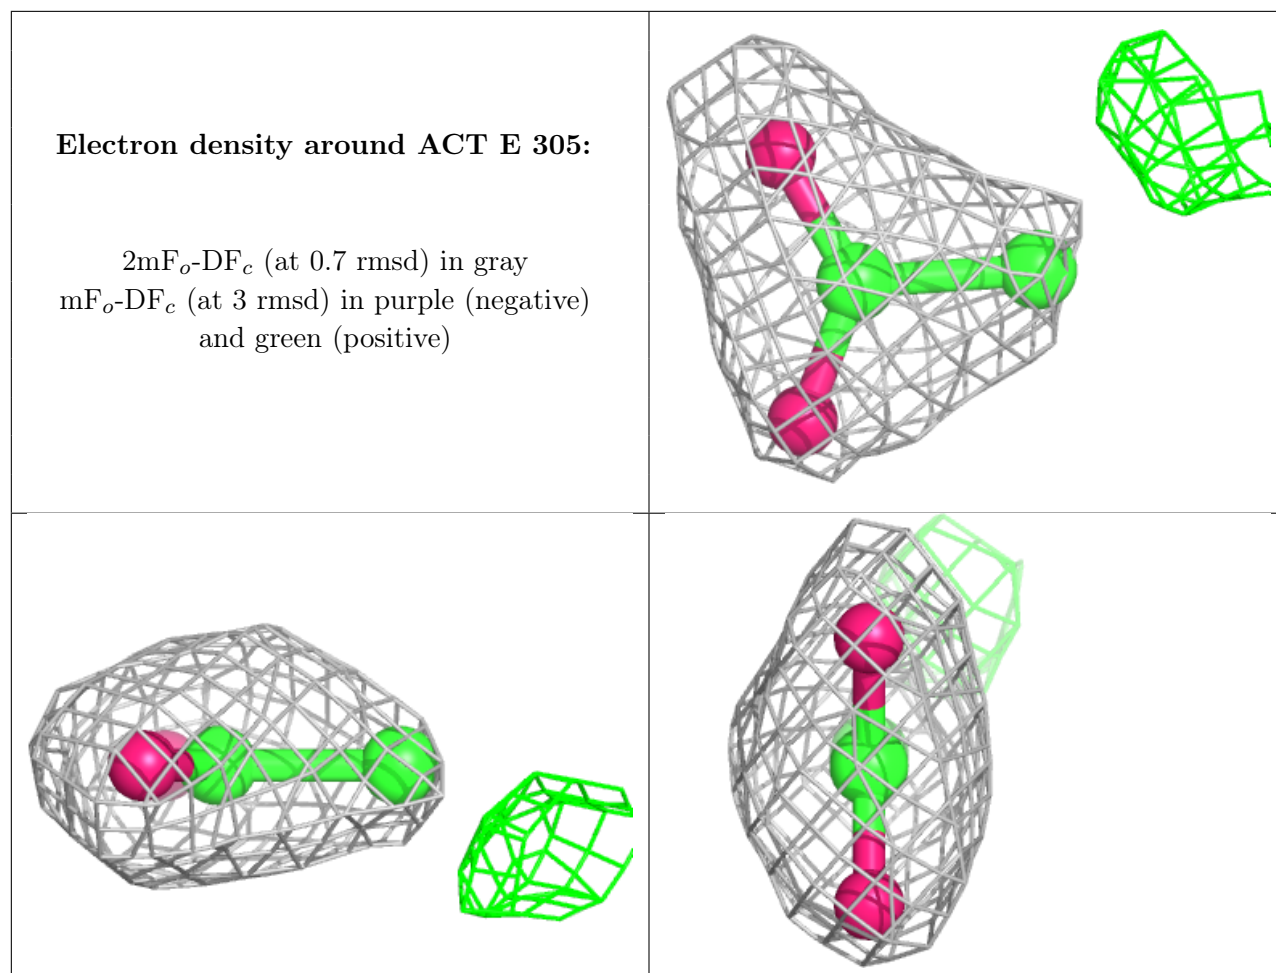 Electron density around ACT E 305:
2mFo-DFc (at 0.7 rmsd) in gray
mFo-DFc (at 3 rmsd) in purple (negative)
and green (positive)